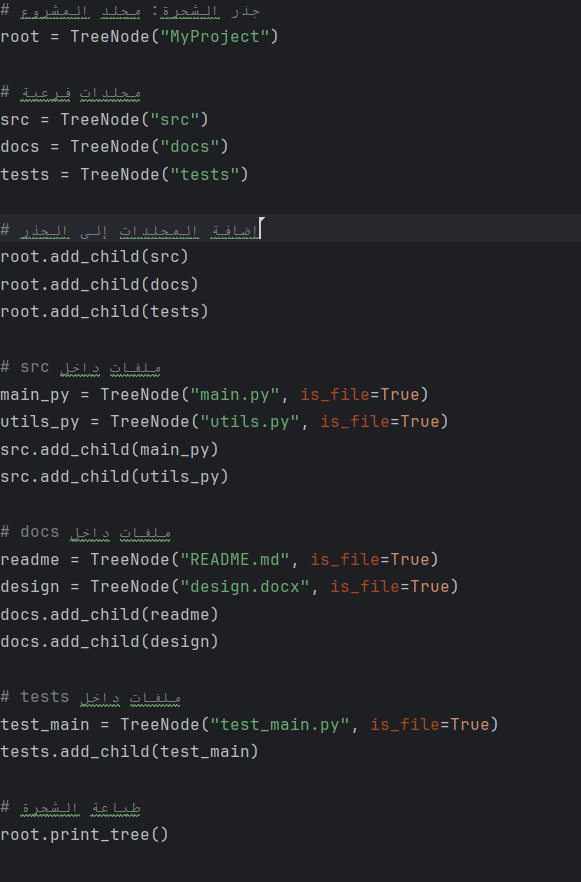 # جذر الشجرة: مجلد المشروع
root = TreeNode("MyProject")
# مجلدات فرعية
src = TreeNode("src")
docs = TreeNode("docs")
tests = TreeNode("tests")
# إضافة المجلدات إلى الجذر
root.add_child(src)
root.add_child(docs)
root.add_child(tests)
# src ملفات داخل
main_py = TreeNode("main.py", is_file=True)
utils_py = TreeNode("utils.py", is_file=True)
src.add_child(main_py)
src.add_child(utils_py)
# docs ملفات داخل
readme = TreeNode("README.md", is_file=True)
design = TreeNode("design.docx", is_file=True)
docs.add_child(readme)
docs.add_child(design)
# tests ملفات داخل
test_main = TreeNode("test_main.py", is_file=True)
tests.add_child(test_main)
# طباعة الشجرة
root.print_tree()